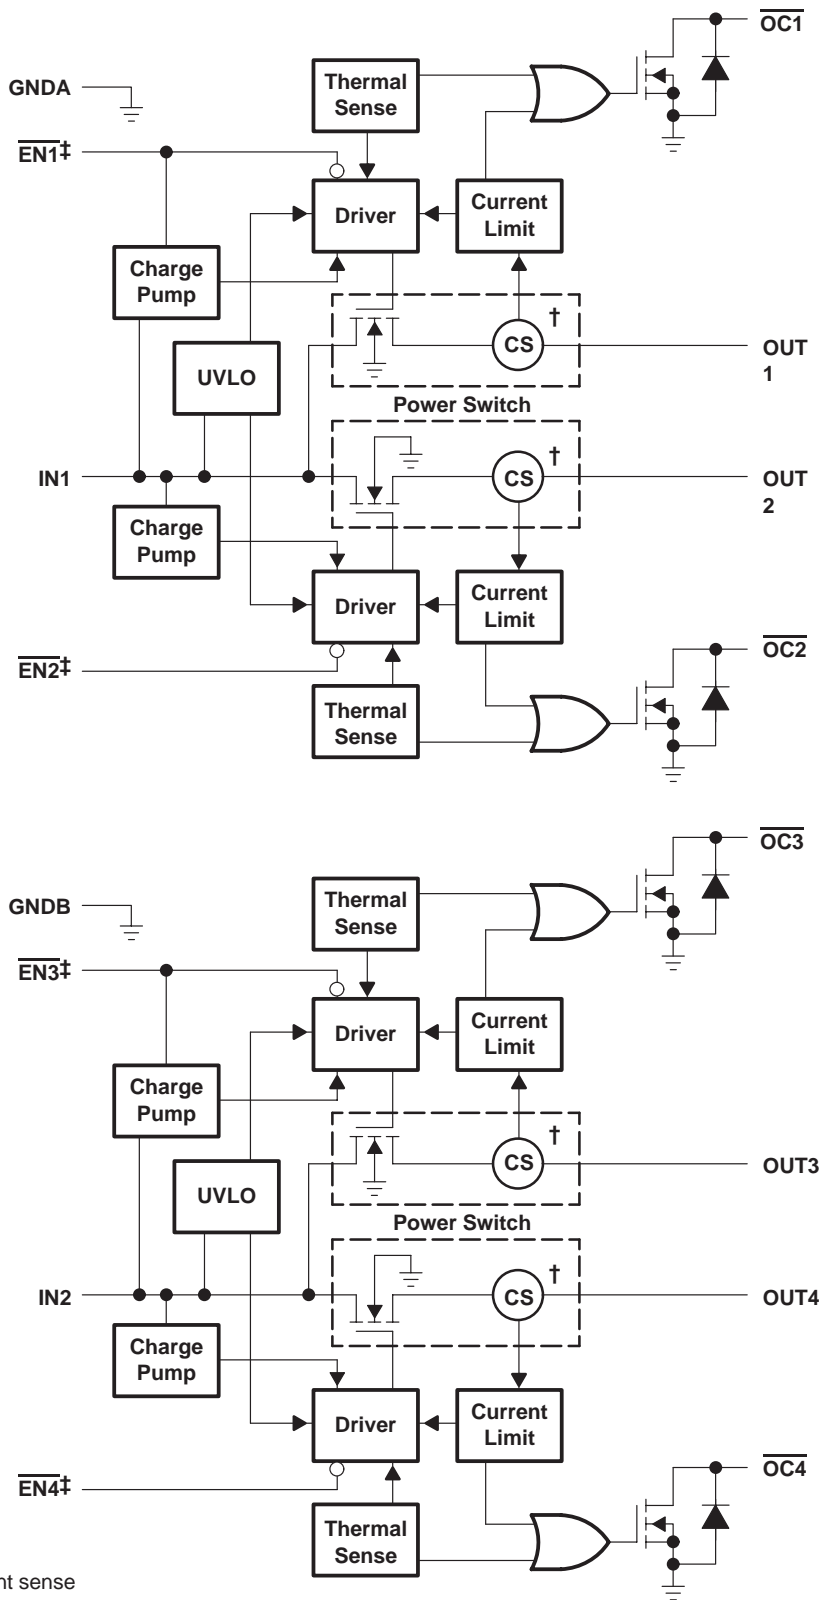 OC1
Thermal
Sense
GNDA
EN1‡
Driver
Current
Limit
Charge
Pump
†
CS
OUT
1
UVLO
Power Switch
IN1
†
CS
OUT
2
Charge
Pump
Driver
Current
Limit
EN2‡
OC2
Thermal
Sense
OC3
Thermal
Sense
GNDB
EN3‡
Driver
Current
Limit
Charge
Pump
†
CS
OUT3
UVLO
Power Switch
IN2
†
CS
OUT4
Charge
Pump
Driver
Current
Limit
EN4‡
OC4
Thermal
Sense
nt sense